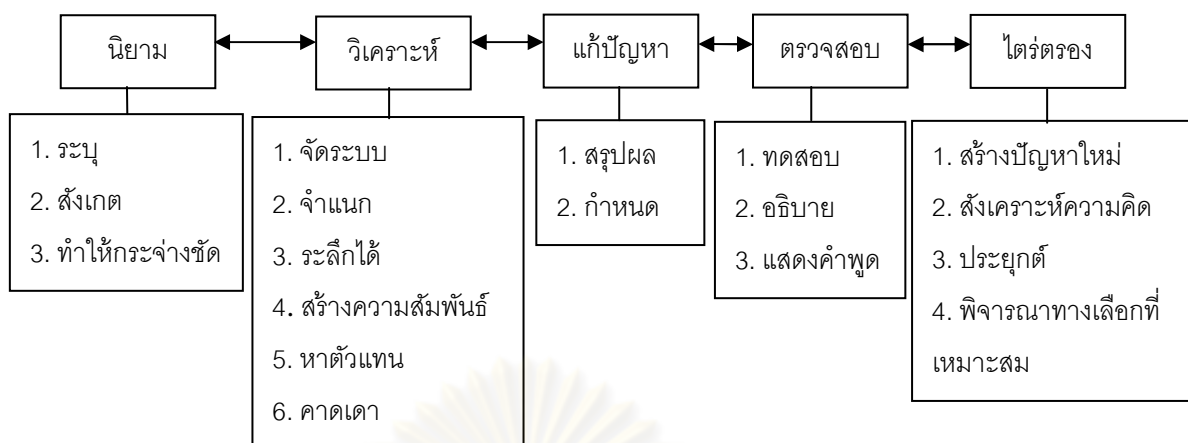 นิยาม
วิเคราะห์
แก้ปัญหา
ตรวจสอบ
ไตร่ตรอง
1. ระบุ
2. สังเกต
3. ทำให้กระจ่างชัด
1. จัดระบบ
2. จำแนก
3. ระลึกได้
4. สร้างความสัมพันธ์
5. หาตัวแทน
6. คาดเดา
1. สรุปผล
2. กำหนด
1. ทดสอบ
2. อธิบาย
3. แสดงคำพูด
1. สร้างปัญหาใหม่
2. สังเคราะห์ความคิด
3. ประยุกต์
4. พิจารณาทางเลือกที่
เหมาะสม